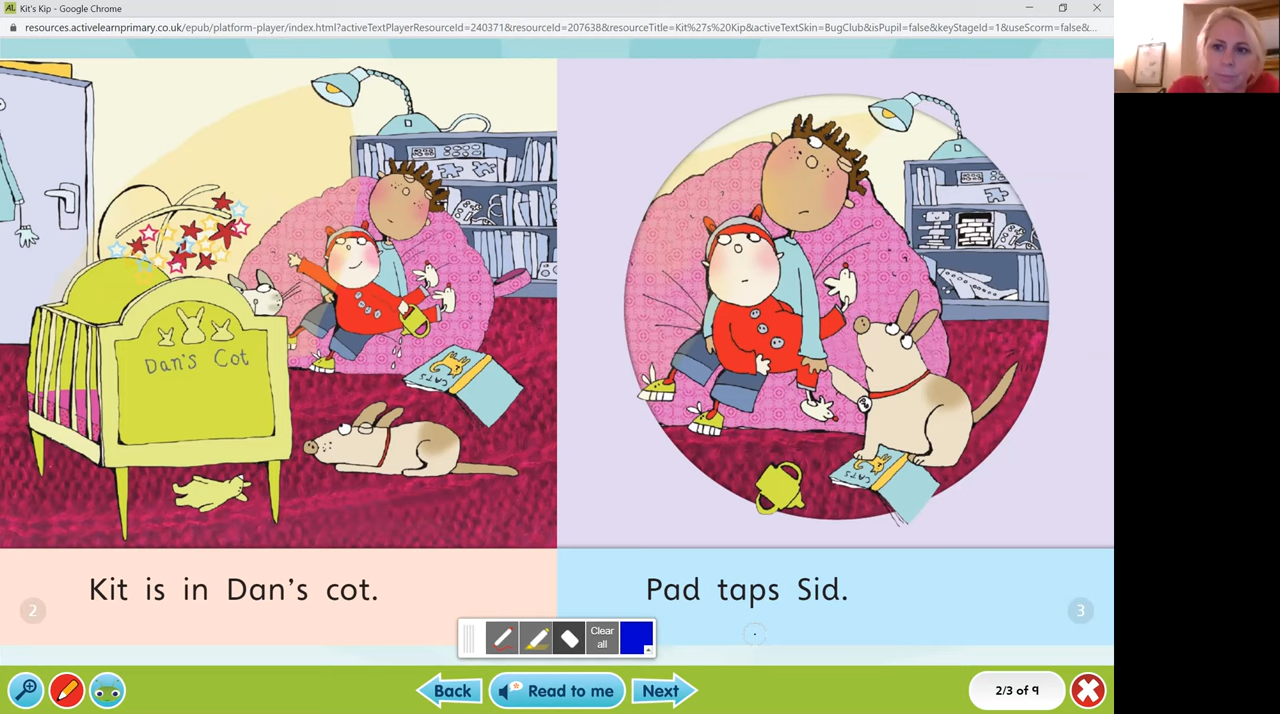 Kit's Kip - Google Chrome
resources.activelearnprimary.co.uk/epub/platform-player/index.html?activeTextPlayerResourceId=240371&resourceId=207638&resourceTitle=Kit%27s%20Kip&activeTextSkin=BugClub&isPupil=false&keyStageId=1&useScorm=false&...
Dan's Cot
CATS
CATS
Kit is in Dan's cot.
2
Pad taps Sid.
3
Clear
all
Back
Read to me
Next
2/3 of 9